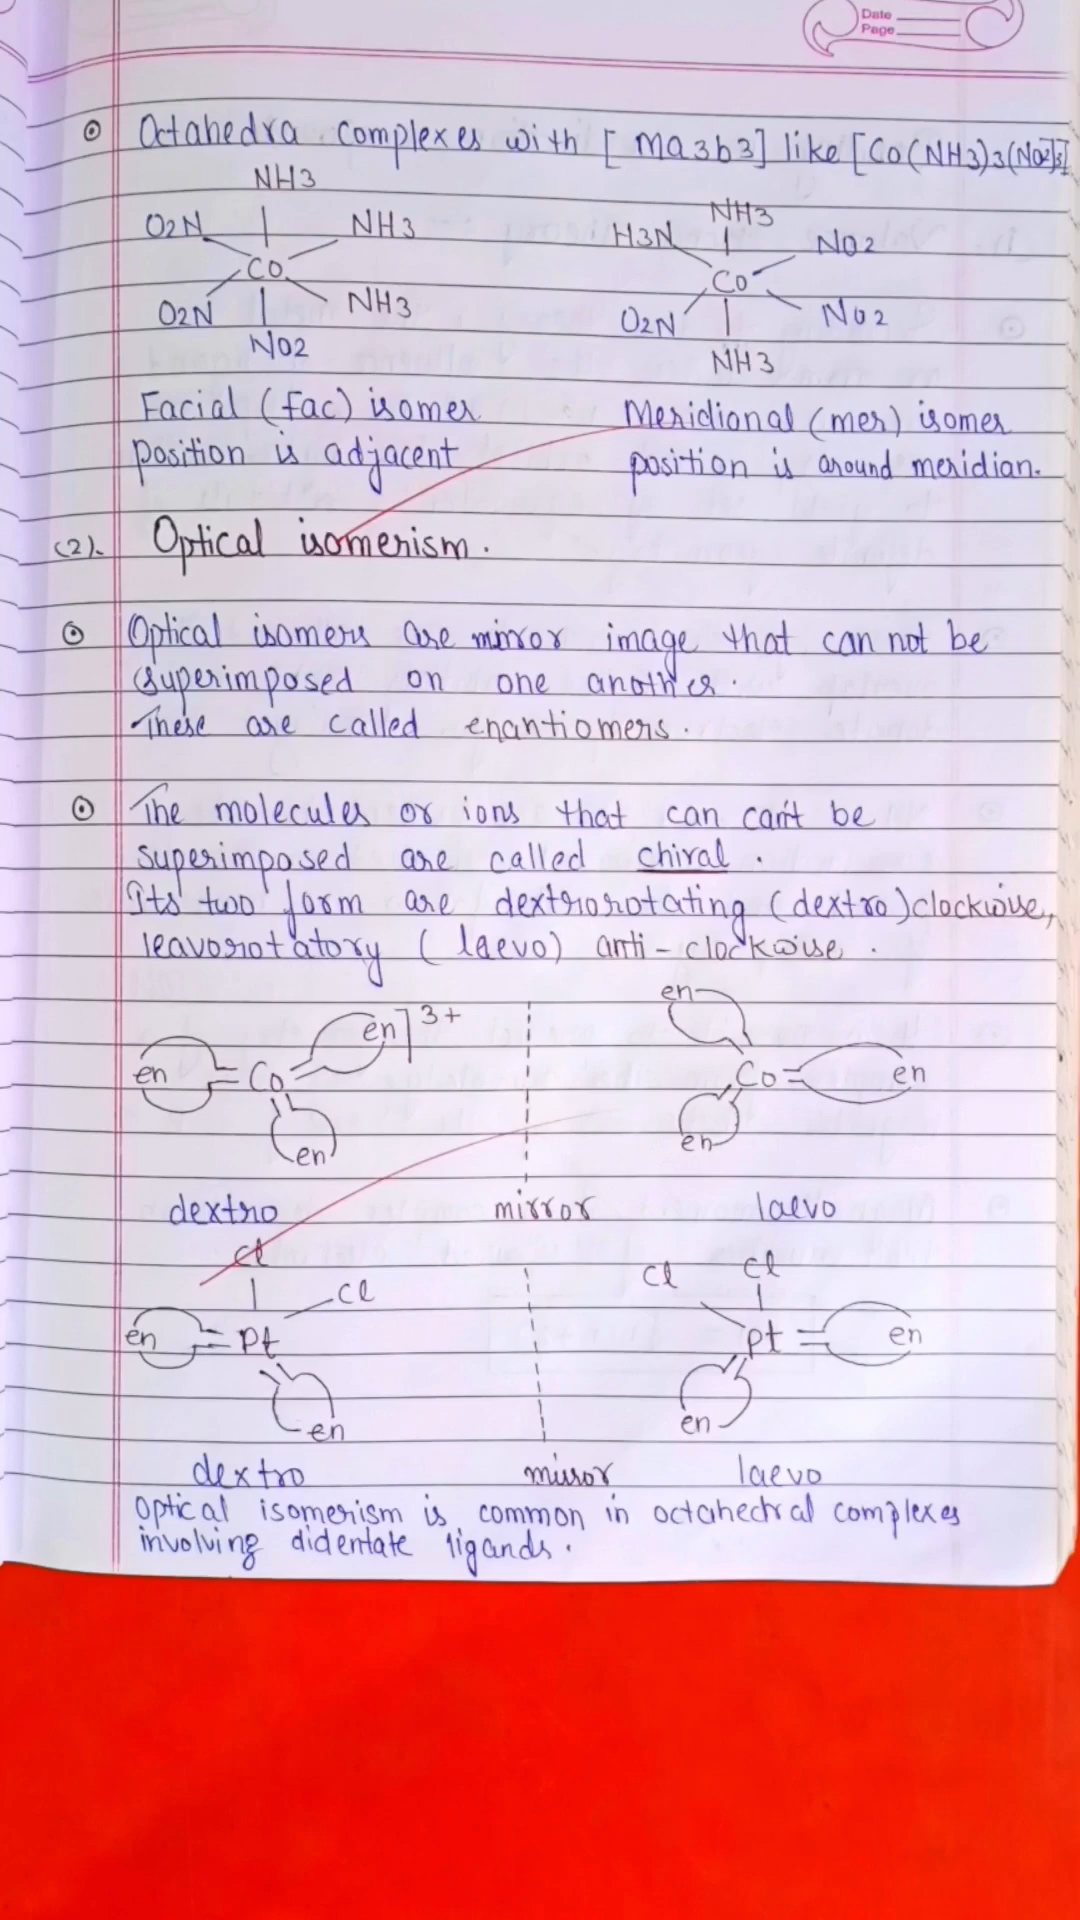 Date
Page
Octahedra complexes with [Ma3b3] like [Co(NH3)3(NO2)3]
NH3
O2N NH3
Co
O2N NH3
NO2
NH3
H3N NO2
Co
O2N NO2
NH3
Facial (fac) isomer
position is adjacent
Meridional (mer) isomer
position is around meridian.
(2). Optical isomerism.
Optical isomers are mirror image that can not be
superimposed on one another.
These are called enantiomers.
The molecules or ions that can can't be
superimposed are called chiral.
Its two form are dextrorotating (dextro) clockwise,
leavorotatory (laevo) anti-clockwise.
en Co en]3+
en
en
Co en
en
dextro mirror laevo
Cl
Cl
en Pt
en
Cl Cl
Pt en
en
dextro mirror laevo
Optical isomerism is common in octahedral complexes
involving didentate ligands.